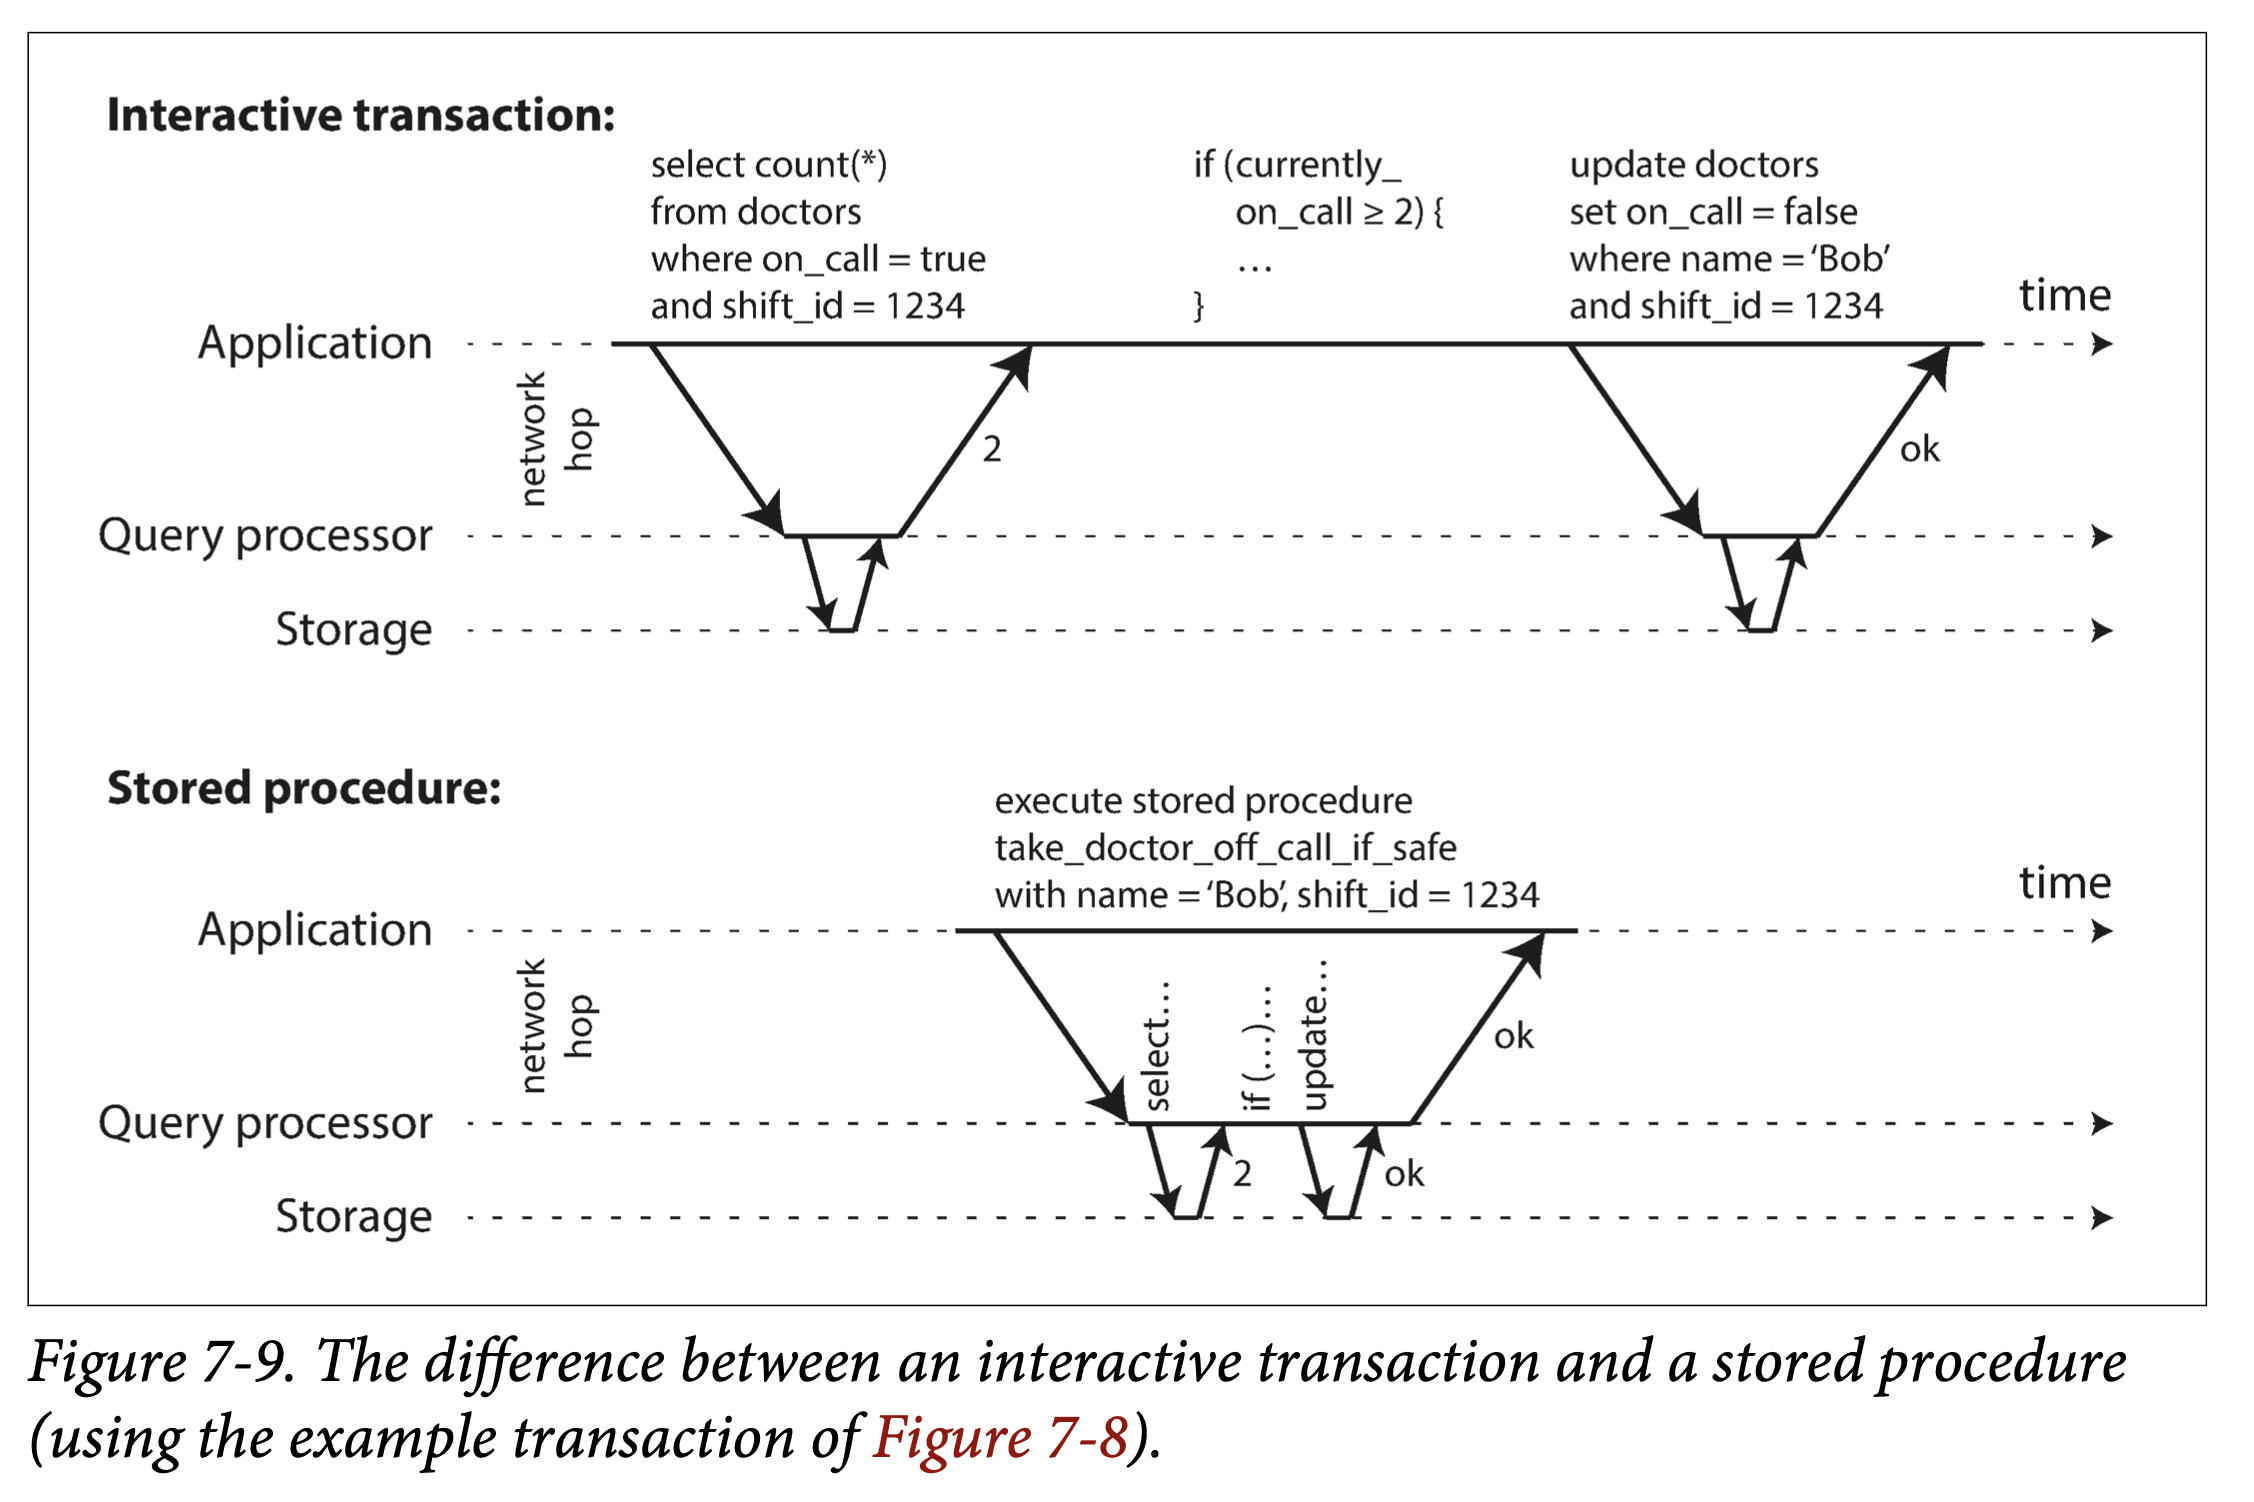 Interactive transaction:
select count(*)
from doctors
where on_call = true
and shift_id = 1234
if (currently_
on_call ≥ 2) {
…
}
update doctors
set on_call = false
where name = ‘Bob’
and shift_id = 1234
time
Application
network
hop
2
ok
Query processor
Storage
Stored procedure:
execute stored procedure
take_doctor_off_call_if_safe
with name = ‘Bob’, shift_id = 1234
time
Application
network
hop
select…
if (…)…
update…
ok
Query processor
2
ok
Storage
Figure 7-9. The difference between an interactive transaction and a stored procedure
(using the example transaction of Figure 7-8).